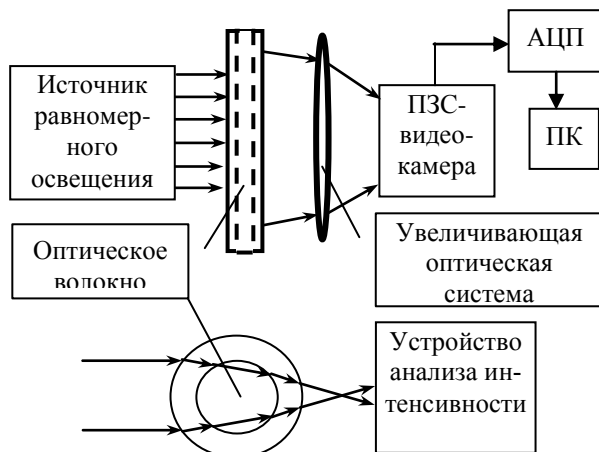 Источник
равномер-
ного
освещения
ПЗС-
видео-
камера
АЦП
ПК
Оптическое
волокно
Увеличивающая
оптическая
система
Устройство
анализа ин-
тенсивности